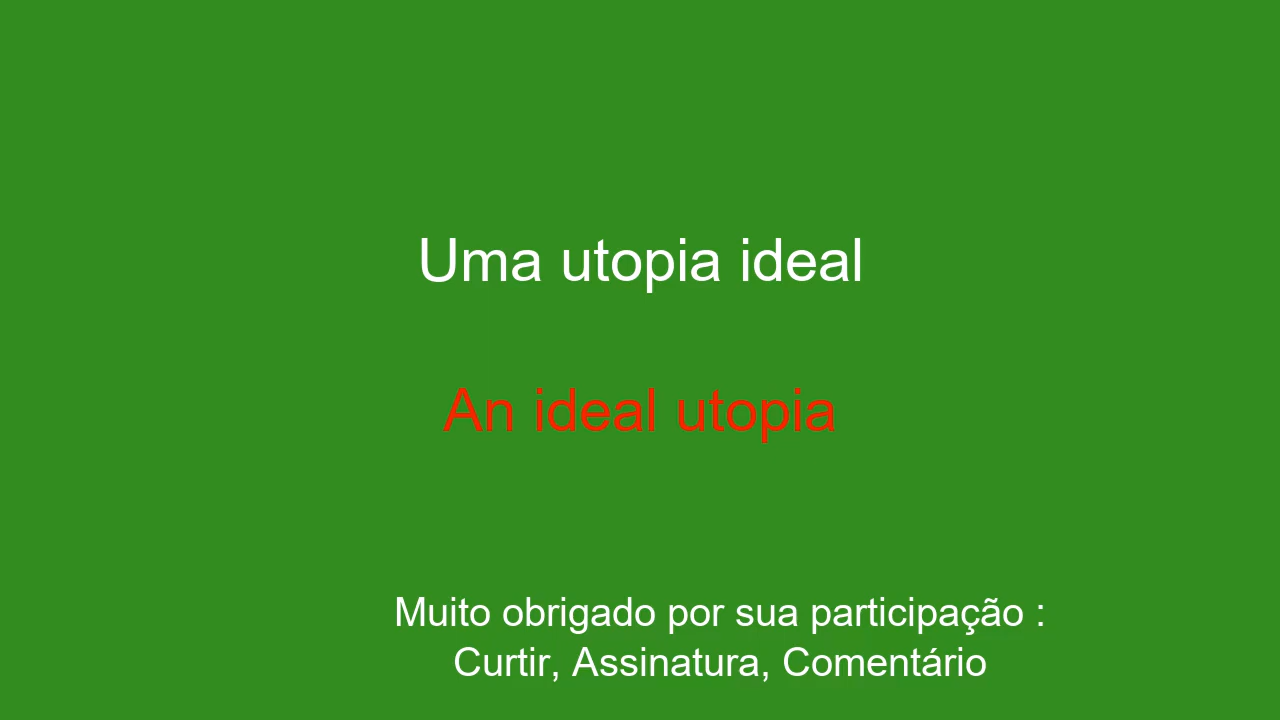 Uma utopia ideal
An ideal utopia
Muito obrigado por sua participação :
Curtir, Assinatura, Comentário